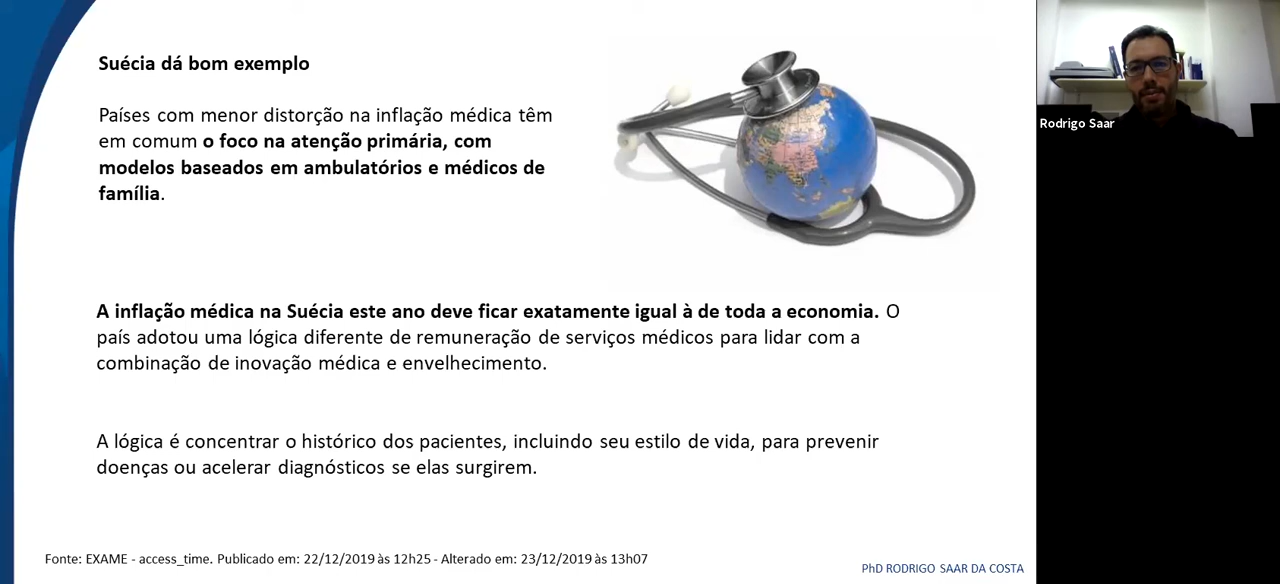 Suécia dá bom exemplo
Países com menor distorção na inflação médica têm
em comum o foco na atenção primária, com
modelos baseados em ambulatórios e médicos de
família.
A inflação médica na Suécia este ano deve ficar exatamente igual à de toda a economia. O
país adotou uma lógica diferente de remuneração de serviços médicos para lidar com a
combinação de inovação médica e envelhecimento.
A lógica é concentrar o histórico dos pacientes, incluindo seu estilo de vida, para prevenir
doenças ou acelerar diagnósticos se elas surgirem.
Fonte: EXAME - access_time. Publicado em: 22/12/2019 às 12h25 - Alterado em: 23/12/2019 às 13h07
PhD RODRIGO SAAR DA COSTA
Rodrigo Saar